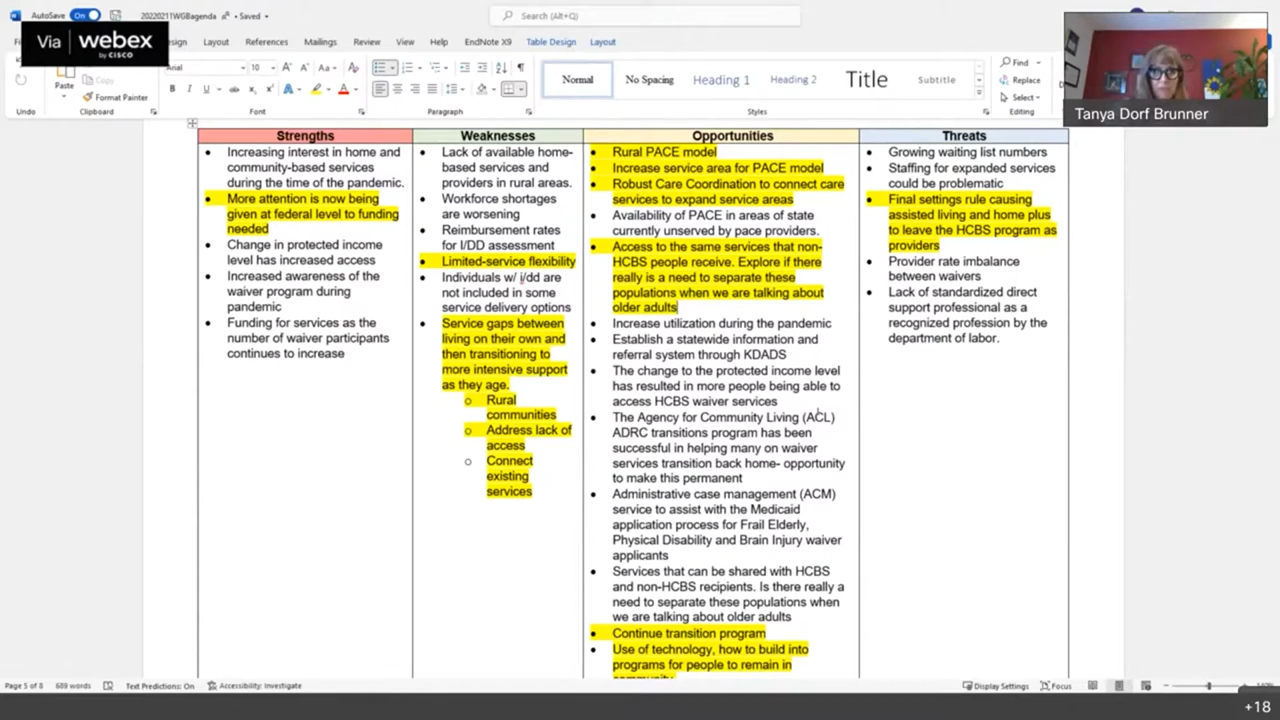 AutoSave On 20220211WGBagenda • Saved Search (Alt+Q)
Via webex
by CISCO
Design Layout References Mailings Review View Help EndNote X9 Table Design Layout
Paste Copy Format Painter
Arial 10
Normal No Spacing Heading 1 Heading 2 Title Subtitle
Find
Replace
Select
Undo Clipboard Font Paragraph Styles Editing
Tanya Dorf Brunner
Strengths
Increasing interest in home and
community-based services
during the time of the pandemic.
More attention is now being
given at federal level to funding
needed
Change in protected income
level has increased access
Increased awareness of the
waiver program during
pandemic
Funding for services as the
number of waiver participants
continues to increase
Weaknesses
Lack of available home-
based services and
providers in rural areas.
Workforce shortages
are worsening
Reimbursement rates
for I/DD assessment
Limited-service flexibility
Individuals w/ i/dd are
not included in some
service delivery options
Service gaps between
living on their own and
then transitioning to
more intensive support
as they age.
Rural
communities
Address lack of
access
Connect
existing
services
Opportunities
Rural PACE model
Increase service area for PACE model
Robust Care Coordination to connect care
services to expand service areas
Availability of PACE in areas of state
currently unserved by pace providers.
Access to the same services that non-
HCBS people receive. Explore if there
really is a need to separate these
populations when we are talking about
older adults
Increase utilization during the pandemic
Establish a statewide information and
referral system through KDADS
The change to the protected income level
has resulted in more people being able to
access HCBS waiver services
The Agency for Community Living (ACL)
ADRC transitions program has been
successful in helping many on waiver
services transition back home- opportunity
to make this permanent
Administrative case management (ACM)
service to assist with the Medicaid
application process for Frail Elderly,
Physical Disability and Brain Injury waiver
applicants
Services that can be shared with HCBS
and non-HCBS recipients. Is there really a
need to separate these populations when
we are talking about older adults
Continue transition program
Use of technology, how to build into
programs for people to remain in
Threats
Growing waiting list numbers
Staffing for expanded services
could be problematic
Final settings rule causing
assisted living and home plus
to leave the HCBS program as
providers
Provider rate imbalance
between waivers
Lack of standardized direct
support professional as a
recognized profession by the
department of labor.
Page 5 of 8 689 words Text Predictions: On Accessibility: Investigate Display Settings Focus
+18